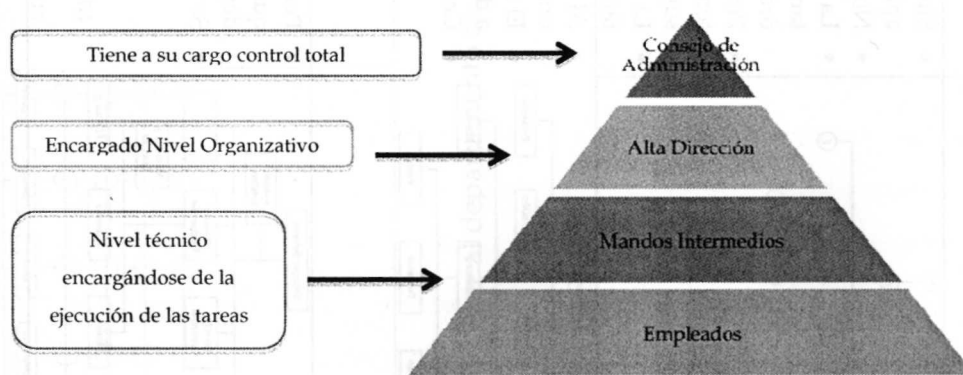 Tiene a su cargo control total
Consejo de
Administración
Encargado Nivel Organizativo
Alta Dirección
Nivel técnico
encargándose de la
ejecución de las tareas
Mandos Intermedios
Empleados